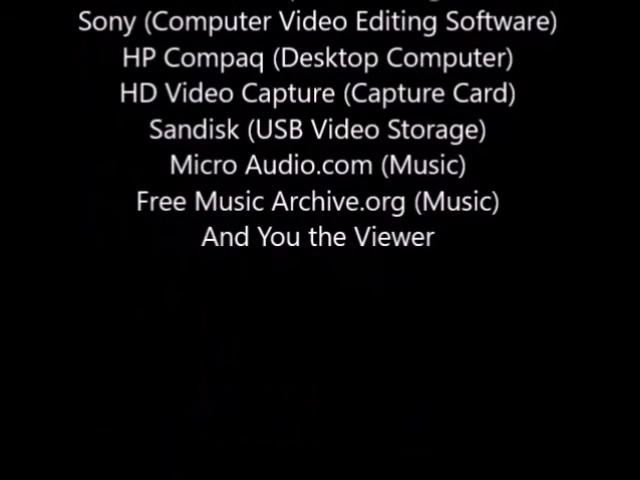 Sony (Computer Video Editing Software)
HP Compaq (Desktop Computer)
HD Video Capture (Capture Card)
Sandisk (USB Video Storage)
Micro Audio.com (Music)
Free Music Archive.org (Music)
And You the Viewer